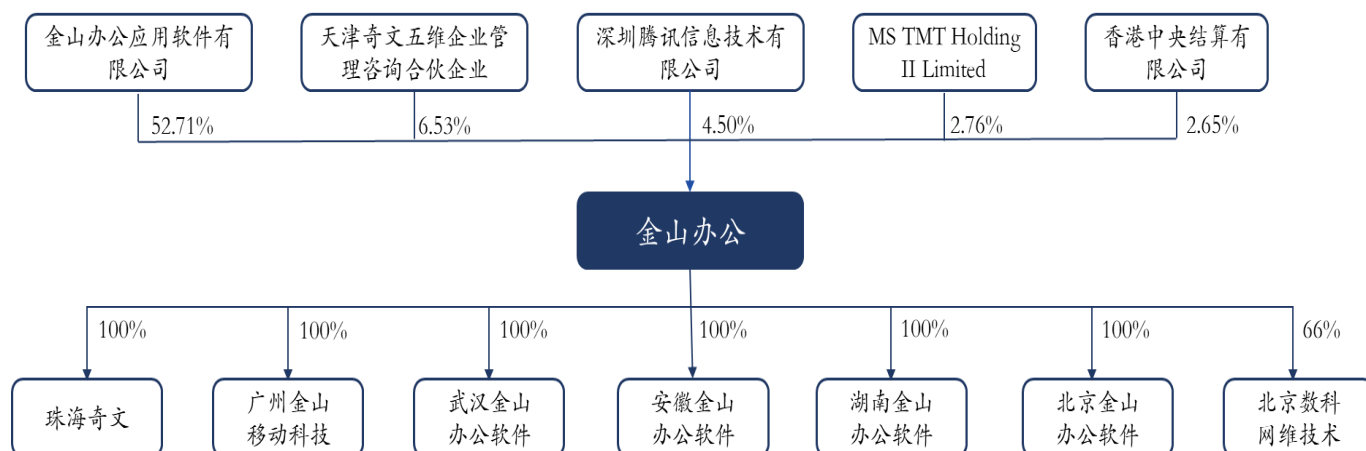 金山办公应用软件有
限公司
天津奇文五维企业管
理咨询合伙企业
深圳腾讯信息技术有
限公司
MS TMT Holding
II Limited
香港中央结算有
限公司
52.71%
6.53%
4.50%
2.76%
2.65%
金山办公
100%
100%
100%
100%
100%
100%
66%
珠海奇文
广州金山
移动科技
武汉金山
办公软件
安徽金山
办公软件
湖南金山
办公软件
北京金山
办公软件
北京数科
网维技术